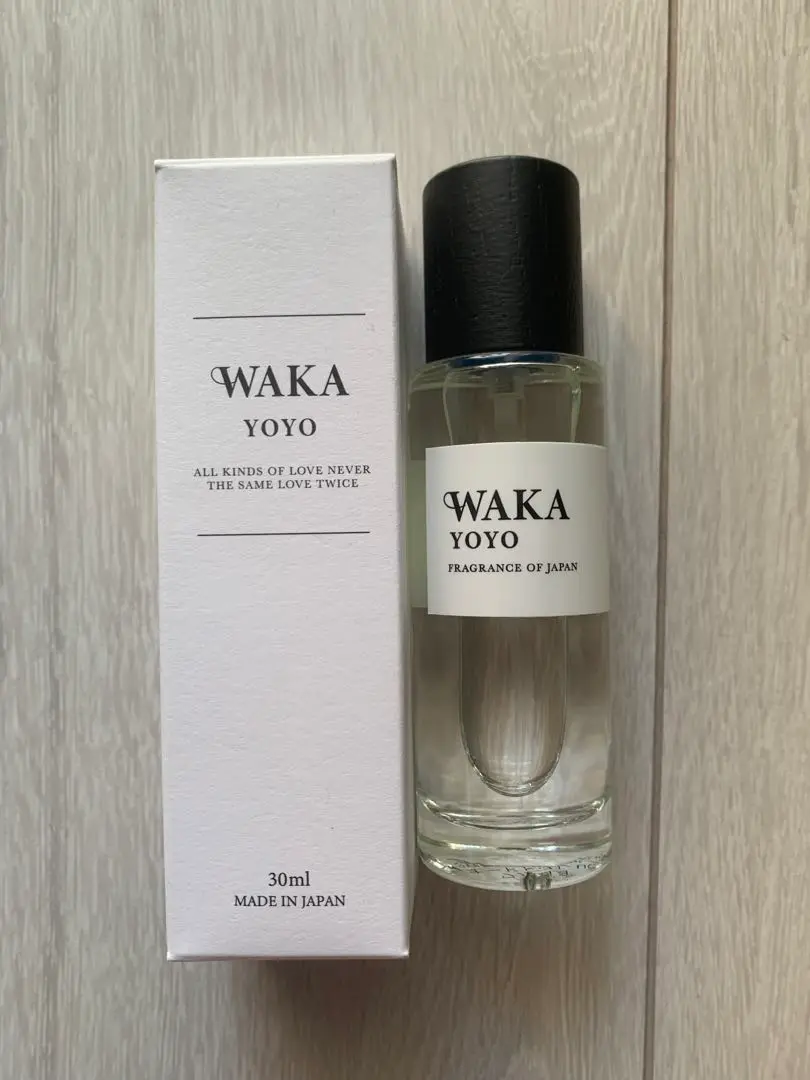 WAKA
YOYO
ALL KINDS OF LOVE NEVER
THE SAME LOVE TWICE
30ml
MADE IN JAPAN
WAKA
YOYO
FRAGRANCE OF JAPAN